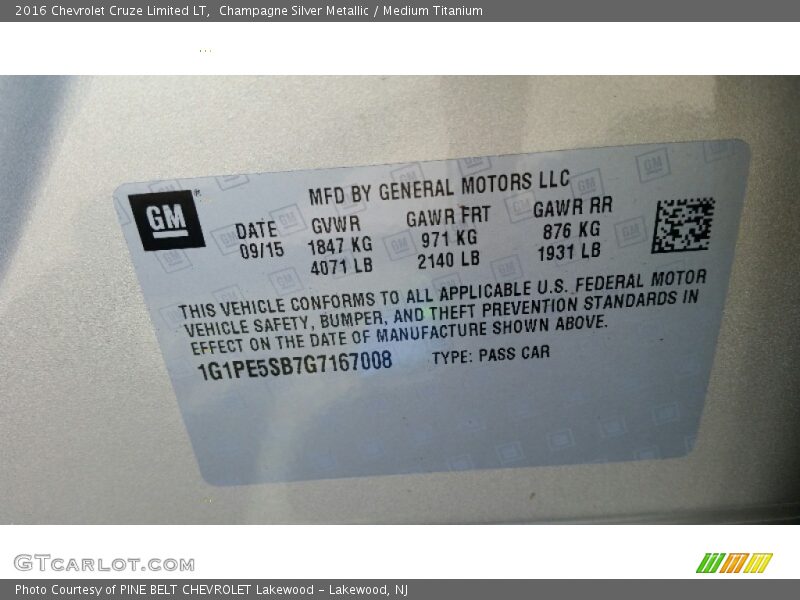 2016 Chevrolet Cruze Limited LT,  Champagne Silver Metallic / Medium Titanium
MFD BY GENERAL MOTORS LLC
GM
DATE GVWR GAWR FRT GAWR RR
09/15 1847 KG 971 KG 876 KG
4071 LB 2140 LB 1931 LB
THIS VEHICLE CONFORMS TO ALL APPLICABLE U.S. FEDERAL MOTOR
VEHICLE SAFETY, BUMPER, AND THEFT PREVENTION STANDARDS IN
EFFECT ON THE DATE OF MANUFACTURE SHOWN ABOVE.
1G1PE5SB7G7167008 TYPE: PASS CAR
GTCARLOT.COM
Photo Courtesy of PINE BELT CHEVROLET Lakewood - Lakewood, NJ